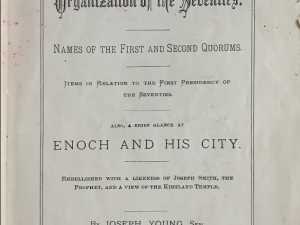 Organization of the Seventies.
NAMES OF THE FIRST AND SECOND QUORUMS.
ITEMS IN RELATION TO THE FIRST PRESIDENCY OF
THE SEVENTIES.
ALSO, A BRIEF GLANCE AT
ENOCH AND HIS CITY.
EMBELLISHED WITH A LIKENESS OF JOSEPH SMITH, THE
PROPHET, AND A VIEW OF THE KIRTLAND TEMPLE.
BY JOSEPH YOUNG, SEN.